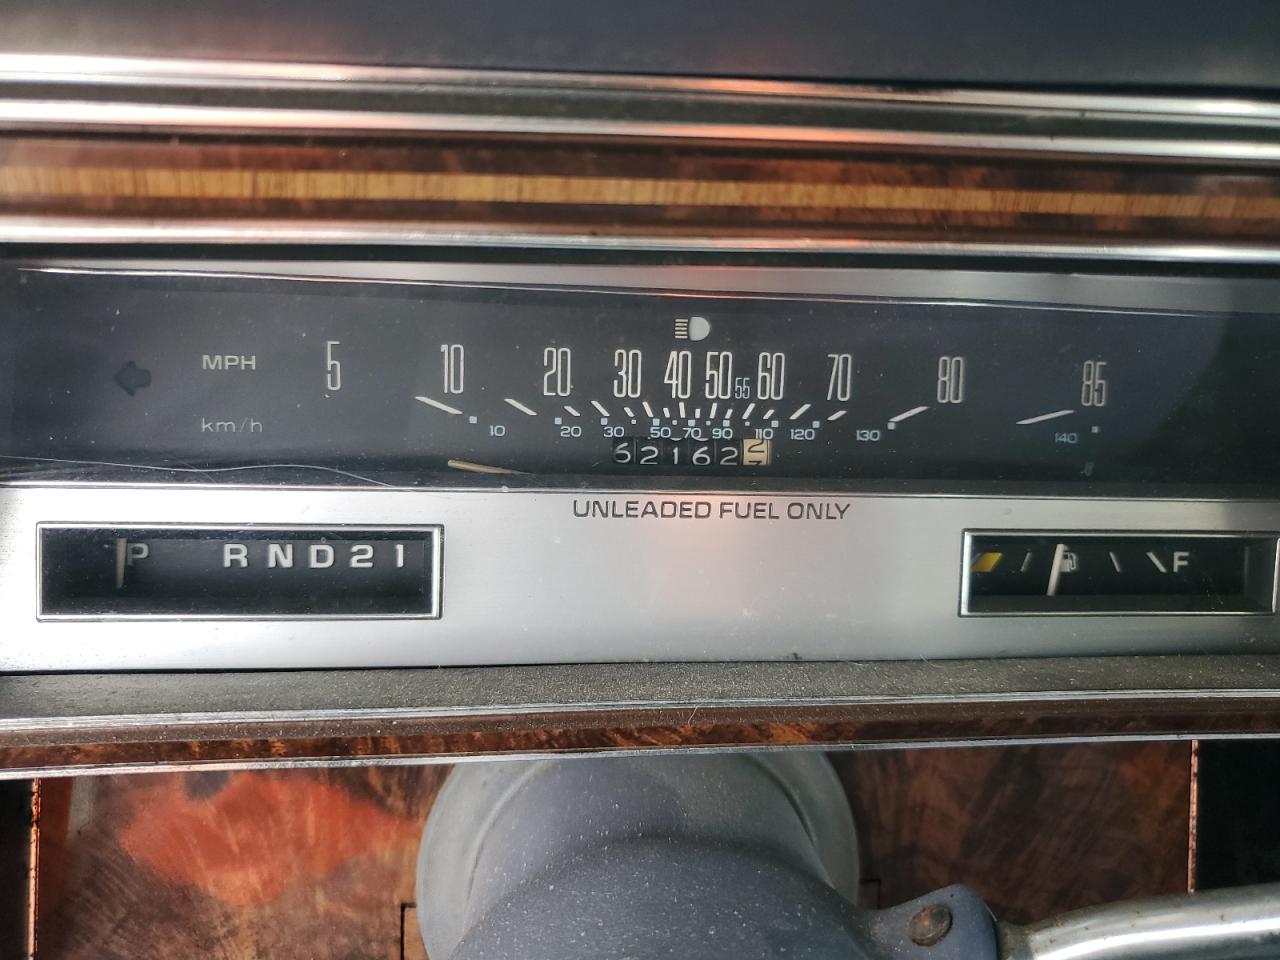 MPH 5 10 20 30 40 50 55 60 70 80 85
km/h 10 20 30 50 70 90 110 120 130 140
62162
UNLEADED FUEL ONLY
P RND21
F